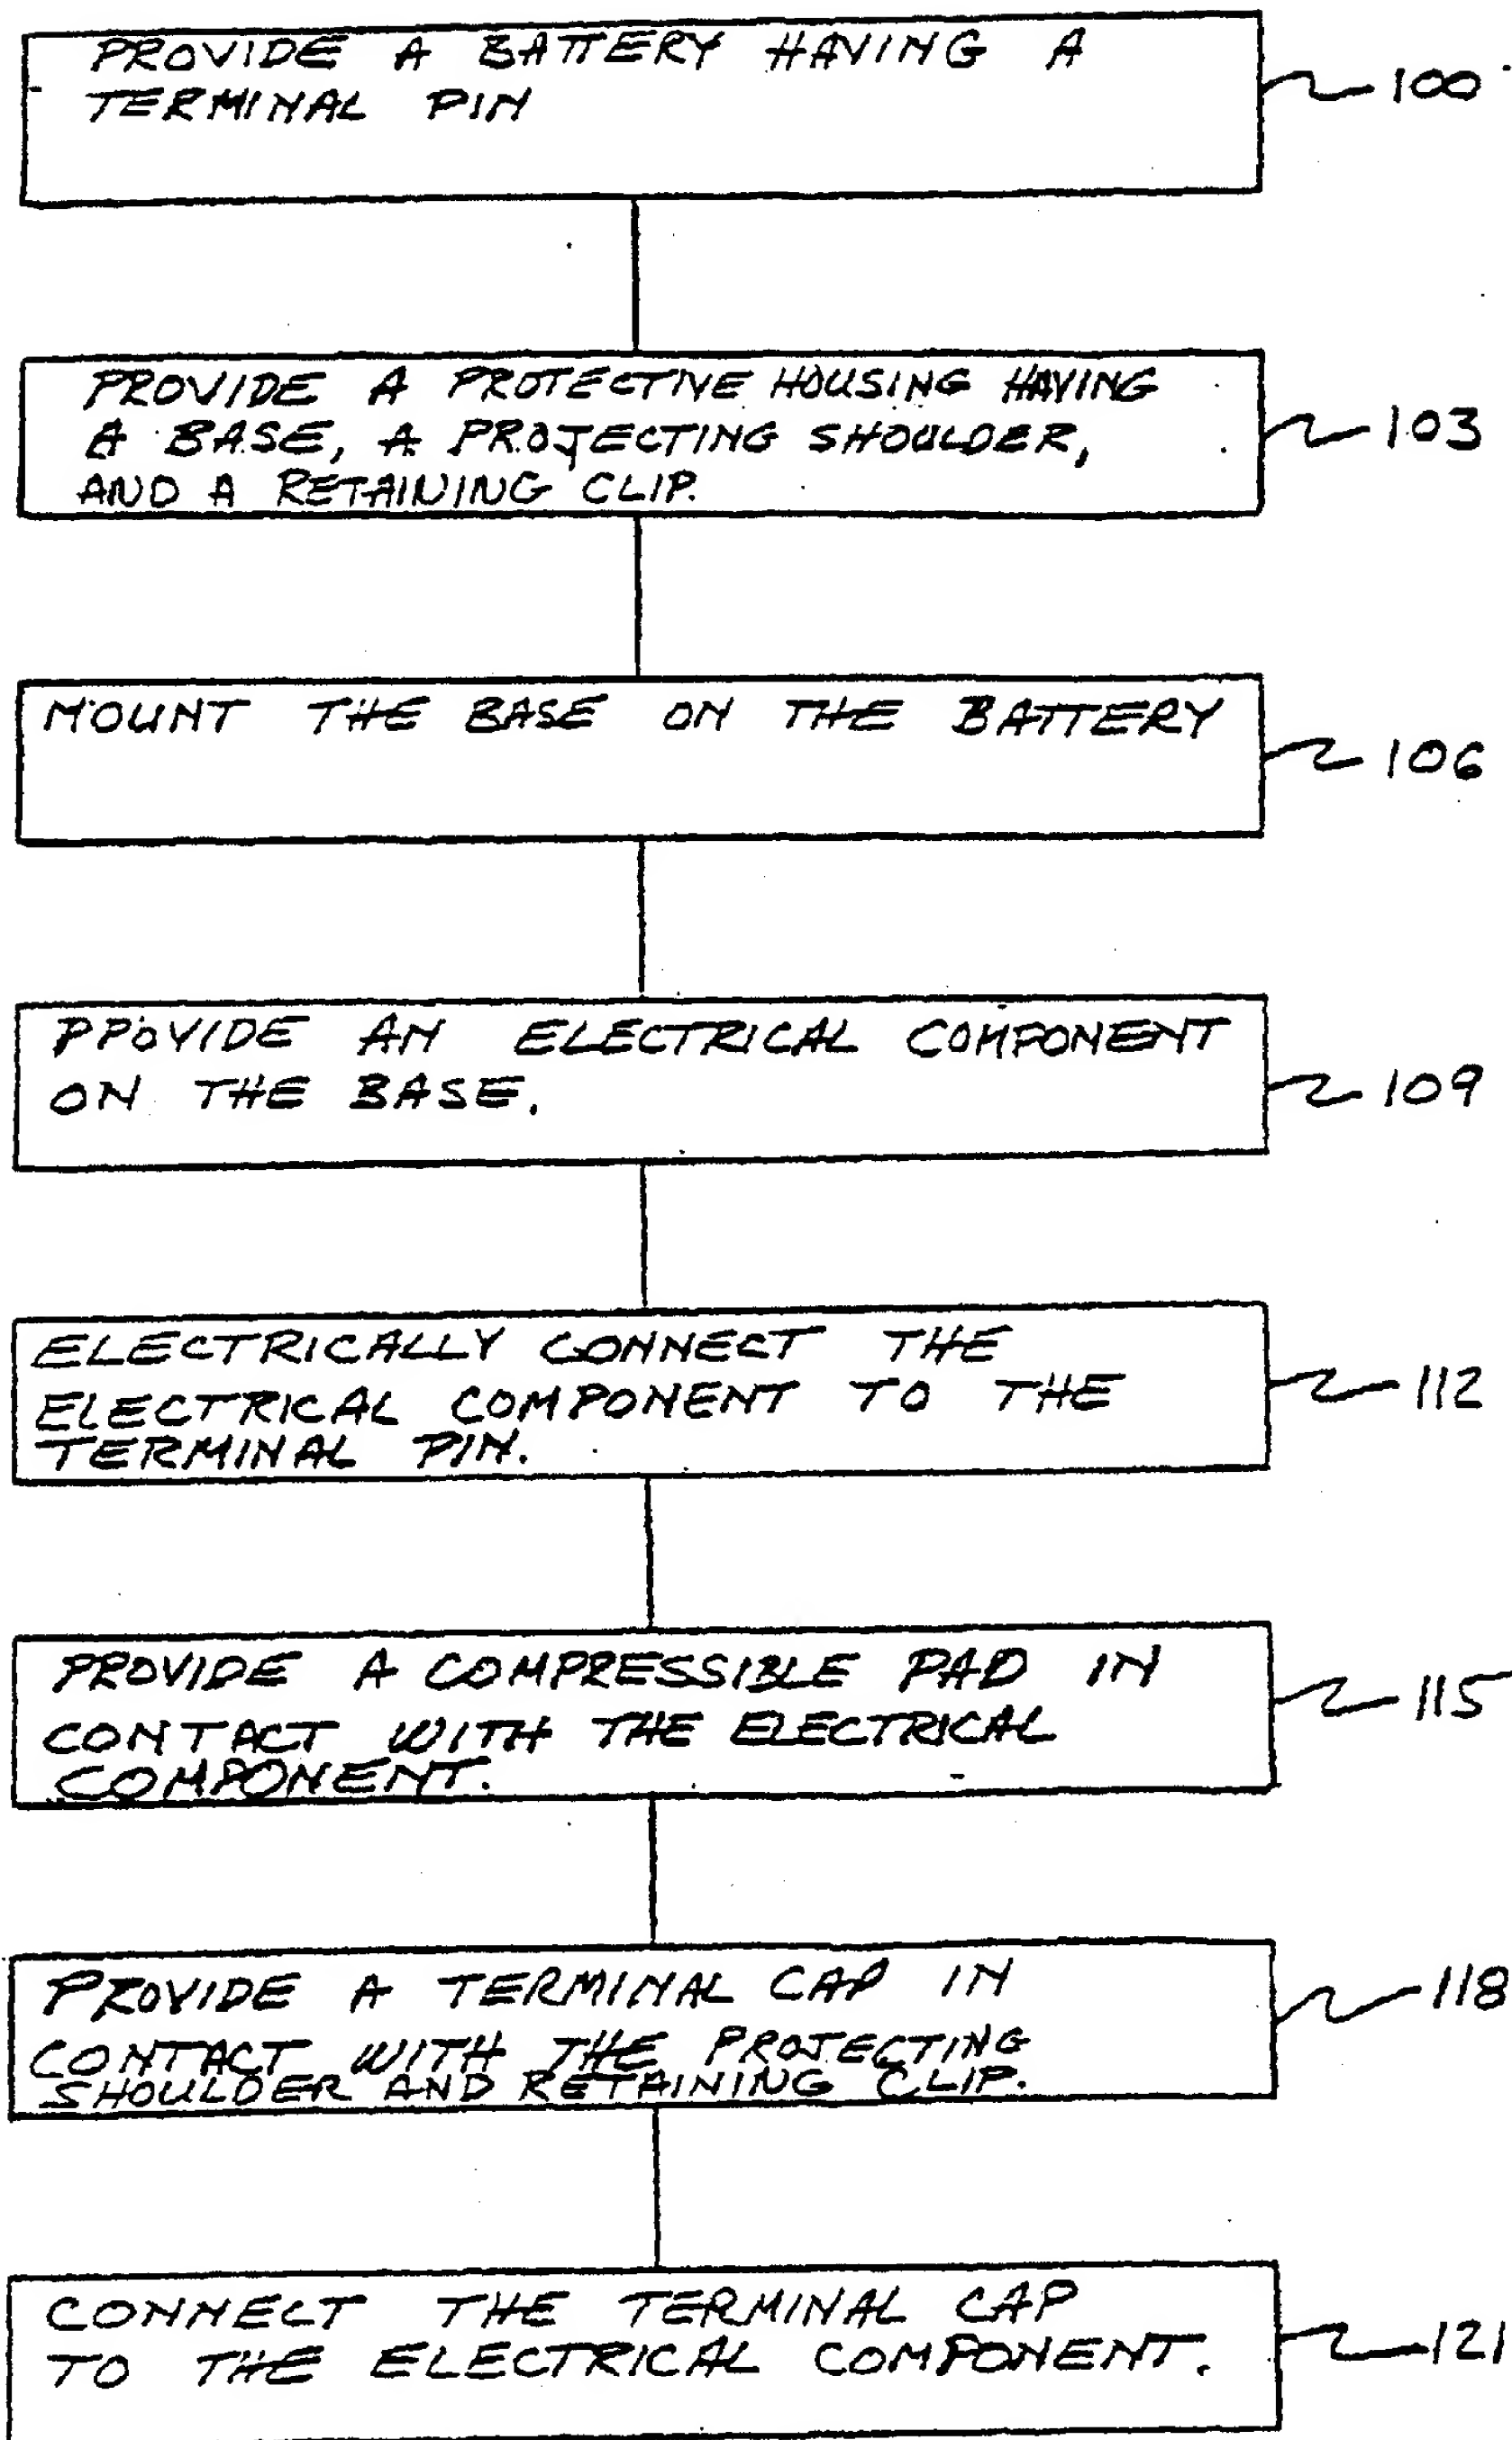 PROVIDE A BATTERY HAVING A
TERMINAL PIN
100
PROVIDE A PROTECTIVE HOUSING HAVING
A BASE, A PROJECTING SHOULDER,
AND A RETAINING CLIP.
103
MOUNT THE BASE ON THE BATTERY
106
PROVIDE AN ELECTRICAL COMPONENT
ON THE BASE.
109
ELECTRICALLY CONNECT THE
ELECTRICAL COMPONENT TO THE
TERMINAL PIN.
112
PROVIDE A COMPRESSIBLE PAD IN
CONTACT WITH THE ELECTRICAL
COMPONENT.
115
PROVIDE A TERMINAL CAP IN
CONTACT WITH THE PROJECTING
SHOULDER AND RETAINING CLIP.
118
CONNECT THE TERMINAL CAP
TO THE ELECTRICAL COMPONENT.
121